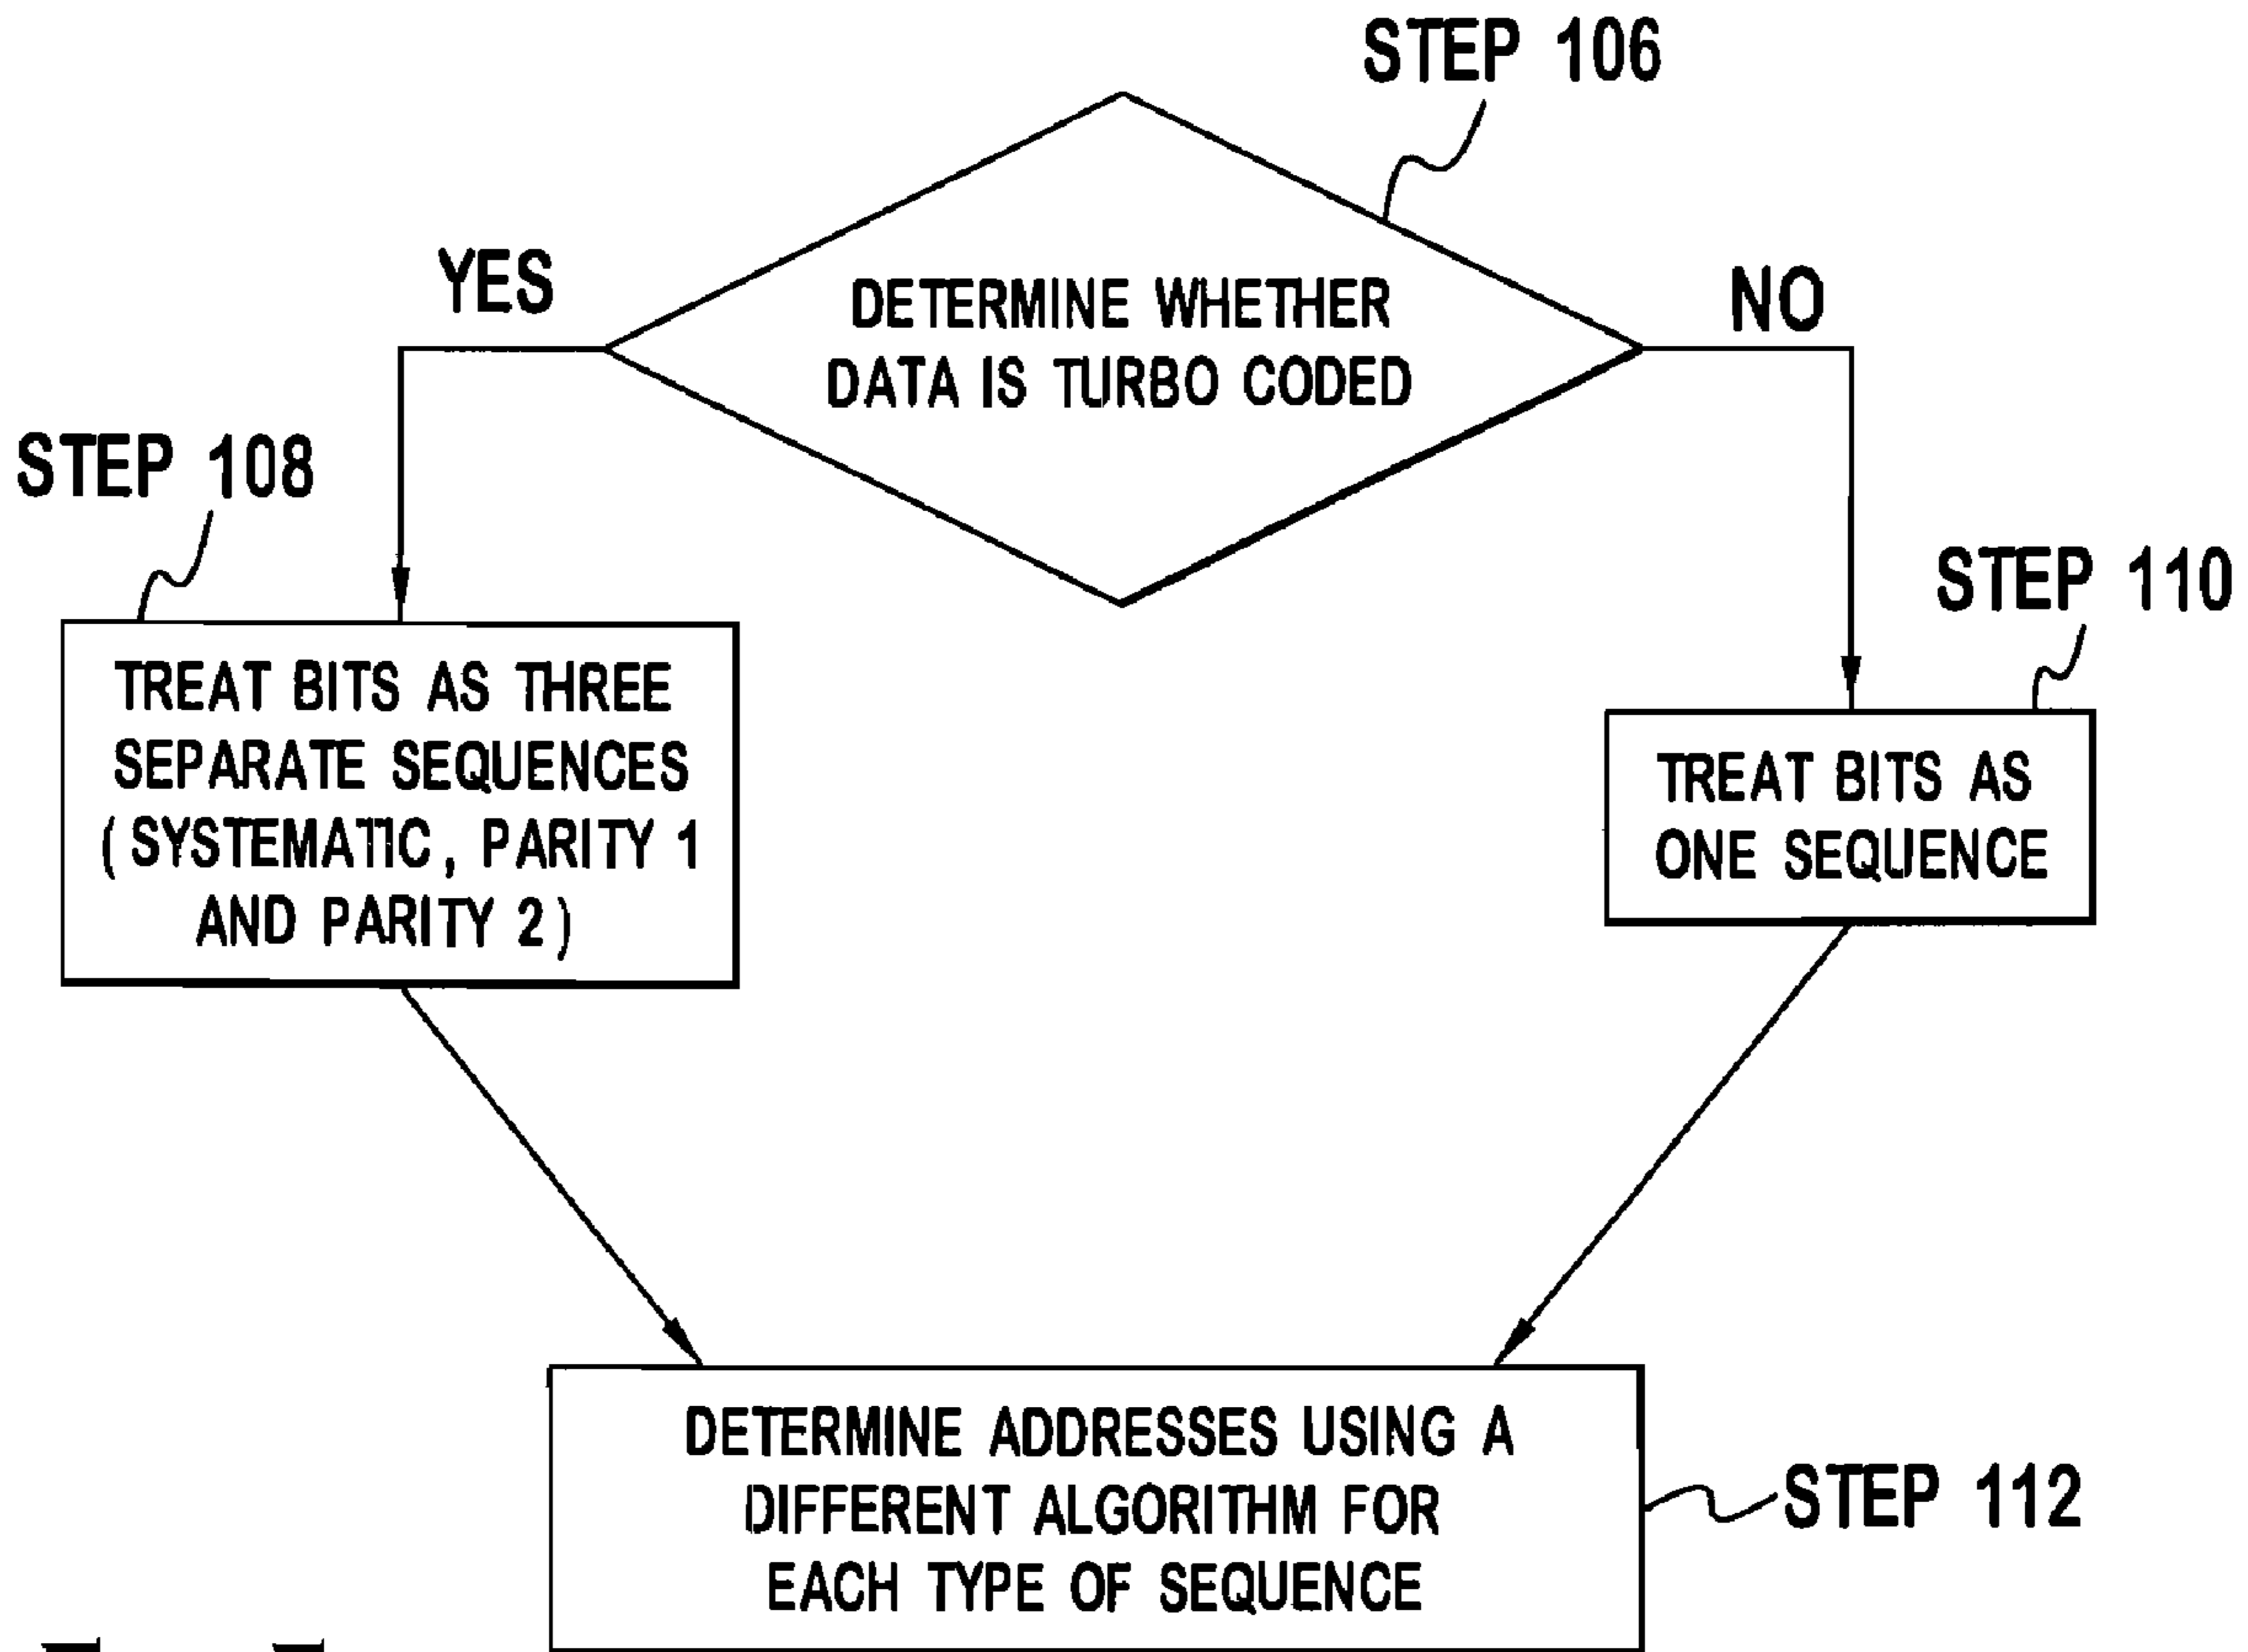 STEP 106
YES
NO
DETERMINE WHETHER
DATA IS TURBO CODED
STEP 108
STEP 110
TREAT BITS AS THREE
SEPARATE SEQUENCES
(SYSTEMATIC, PARITY 1
AND PARITY 2)
TREAT BITS AS
ONE SEQUENCE
DETERMINE ADDRESSES USING A
DIFFERENT ALGORITHM FOR
EACH TYPE OF SEQUENCE
STEP 112